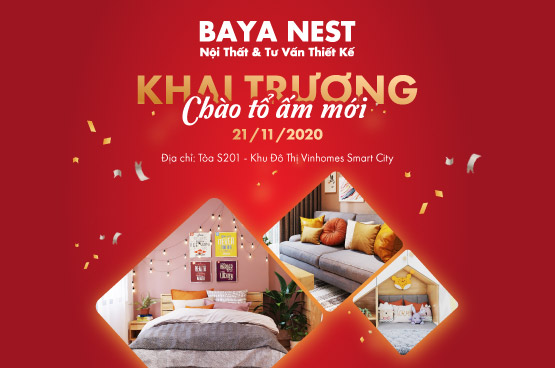 BAYA NEST
Nội Thất & Tư Vấn Thiết Kế
KHAI TRƯƠNG
Chào tổ ấm mới
21/11/2020
Địa chỉ: Tòa S201 - Khu Đô Thị Vinhomes Smart City